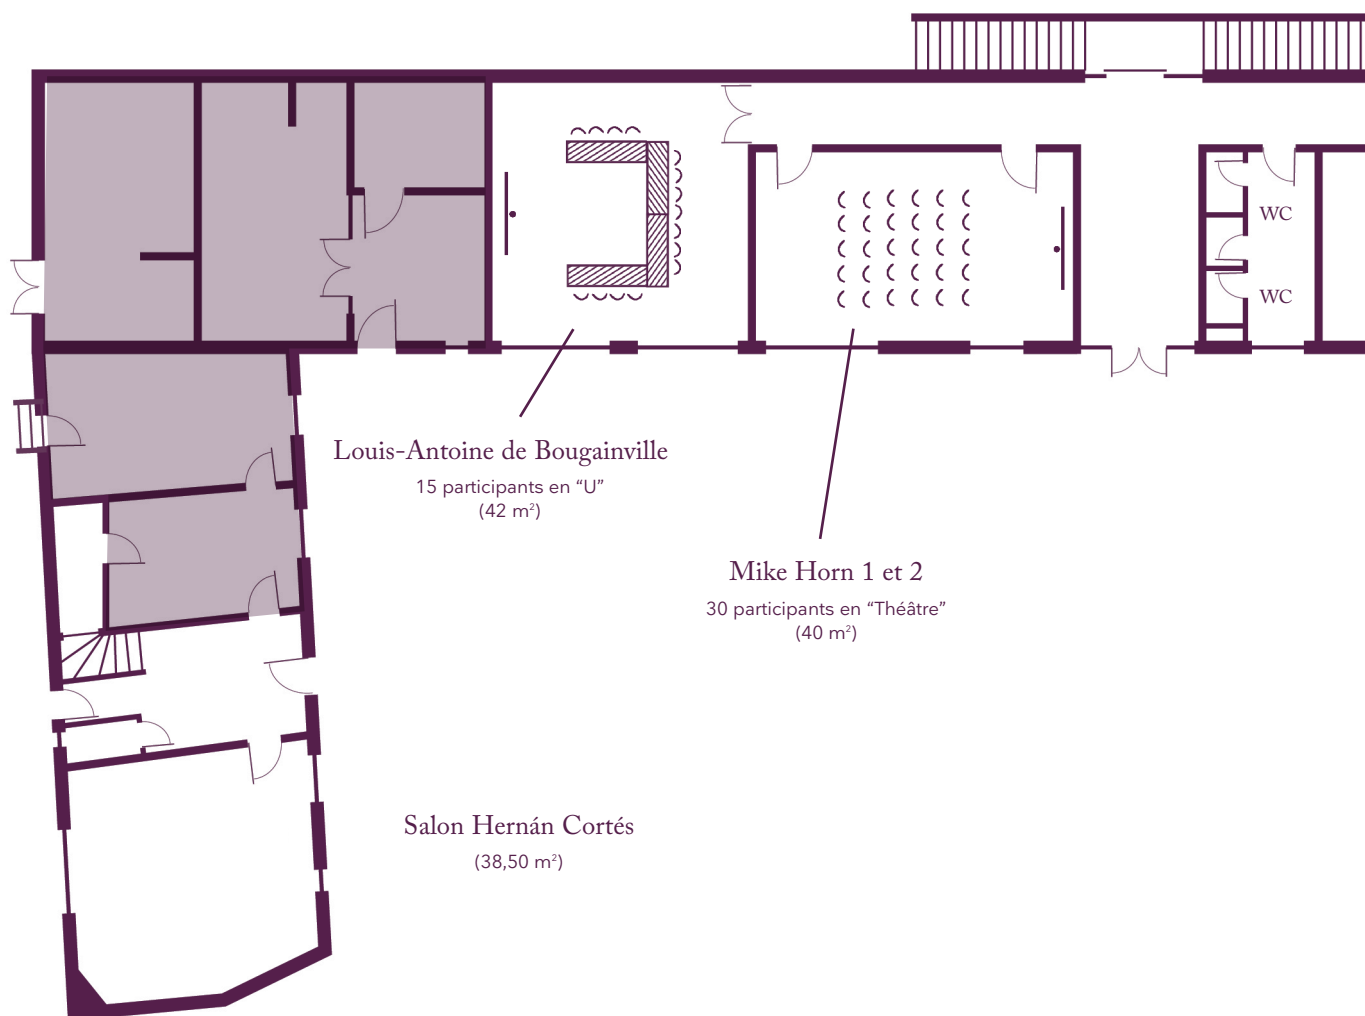 WC
WC
Louis-Antoine de Bougainville
15 participants en “U”
(42 m²)
Mike Horn 1 et 2
30 participants en “Théâtre”
(40 m²)
Salon Hernán Cortés
(38,50 m²)